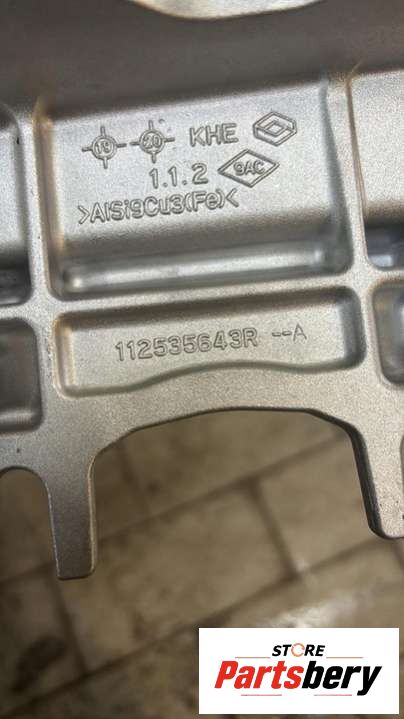 19 20 KHE
1.1.2 9AC
>AlSi9Cu3(Fe)<
112535643R --A
STORE
Partsbery